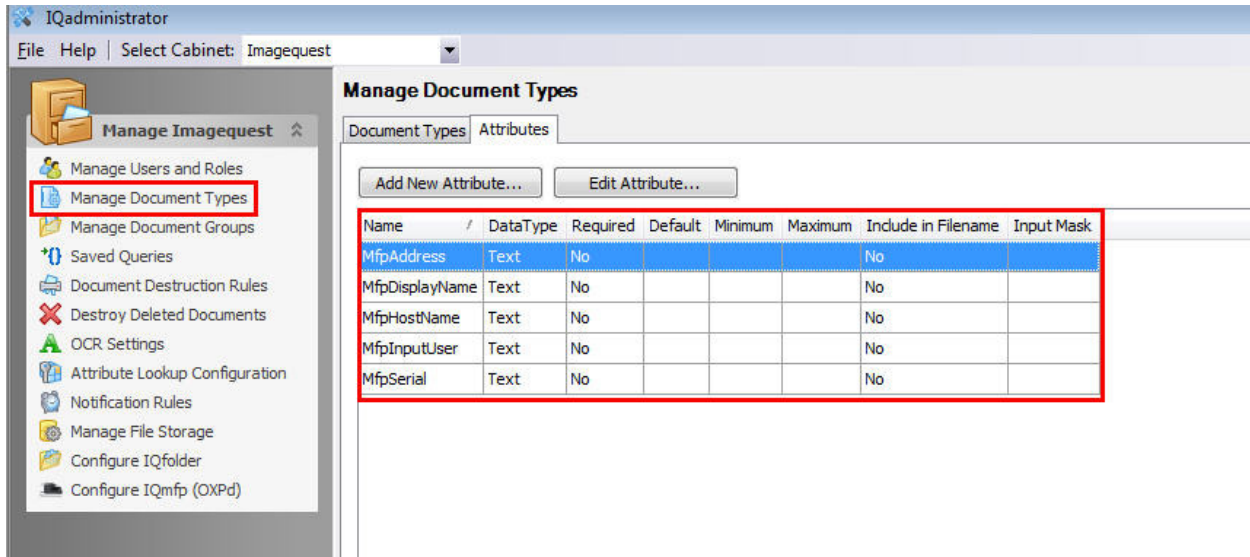 IQadministrator
File Help Select Cabinet: Imagequest
Manage Imagequest
Manage Users and Roles
Manage Document Types
Manage Document Groups
Saved Queries
Document Destruction Rules
Destroy Deleted Documents
OCR Settings
Attribute Lookup Configuration
Notification Rules
Manage File Storage
Configure IQfolder
Configure IQmfp (OXPd)
Manage Document Types
Document Types Attributes
Add New Attribute... Edit Attribute...
Name DataType Required Default Minimum Maximum Include in Filename Input Mask
MfpAddress Text No No
MfpDisplayName Text No No
MfpHostName Text No No
MfpInputUser Text No No
MfpSerial Text No No